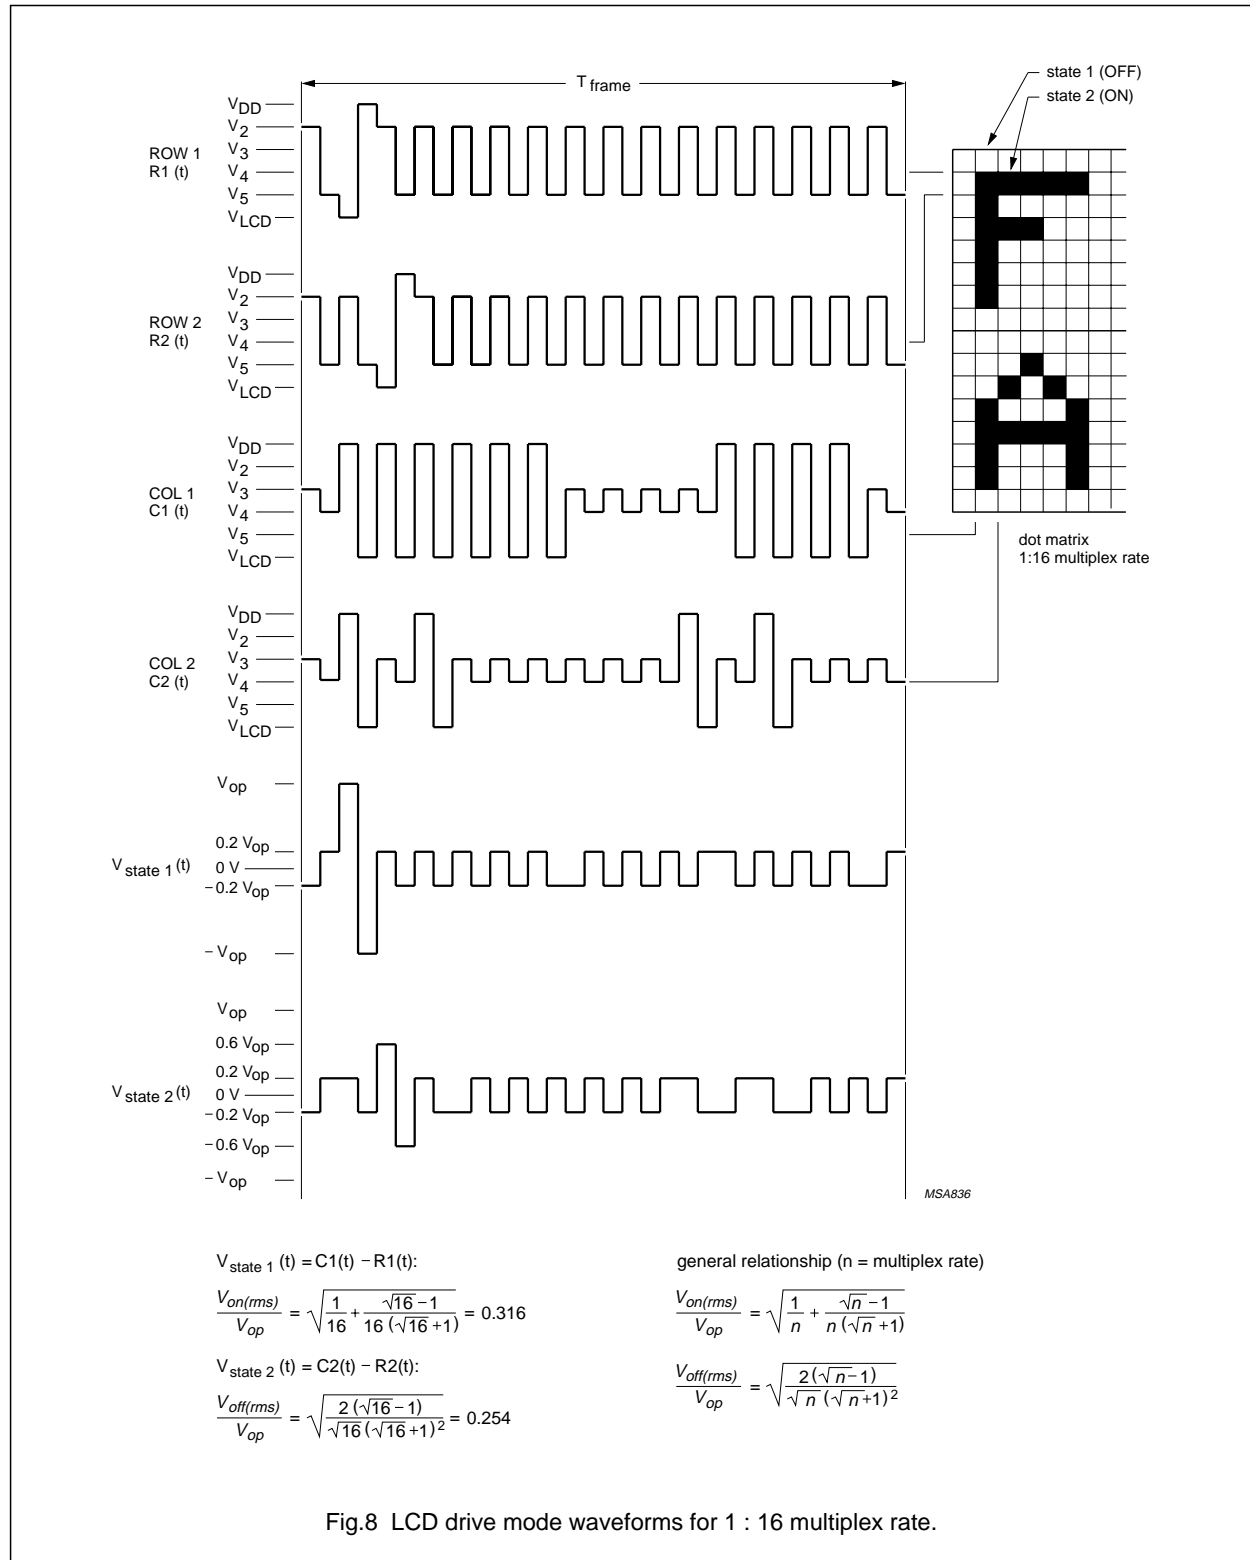 T frame
state 1 (OFF)
state 2 (ON)
ROW 1
R1 (t)
VDD
V2
V3
V4
V5
VLCD
ROW 2
R2 (t)
VDD
V2
V3
V4
V5
VLCD
COL 1
C1 (t)
VDD
V2
V3
V4
V5
VLCD
dot matrix
1:16 multiplex rate
COL 2
C2 (t)
VDD
V2
V3
V4
V5
VLCD
Vstate 1 (t)
Vop
0.2 Vop
0 V
−0.2 Vop
−Vop
Vstate 2 (t)
Vop
0.6 Vop
0.2 Vop
0 V
−0.2 Vop
−0.6 Vop
−Vop
MSA836
Vstate 1 (t) = C1(t) − R1(t):
Von(rms)/Vop = √(1/16 + (√16 − 1)/(16 (√16 + 1))) = 0.316
Vstate 2 (t) = C2(t) − R2(t):
Voff(rms)/Vop = √(2 (√16 − 1)/(√16 (√16 + 1)²)) = 0.254
general relationship (n = multiplex rate)
Von(rms)/Vop = √(1/n + (√n − 1)/(n (√n + 1)))
Voff(rms)/Vop = √(2 (√n − 1)/(√n (√n + 1)²))
Fig.8 LCD drive mode waveforms for 1 : 16 multiplex rate.